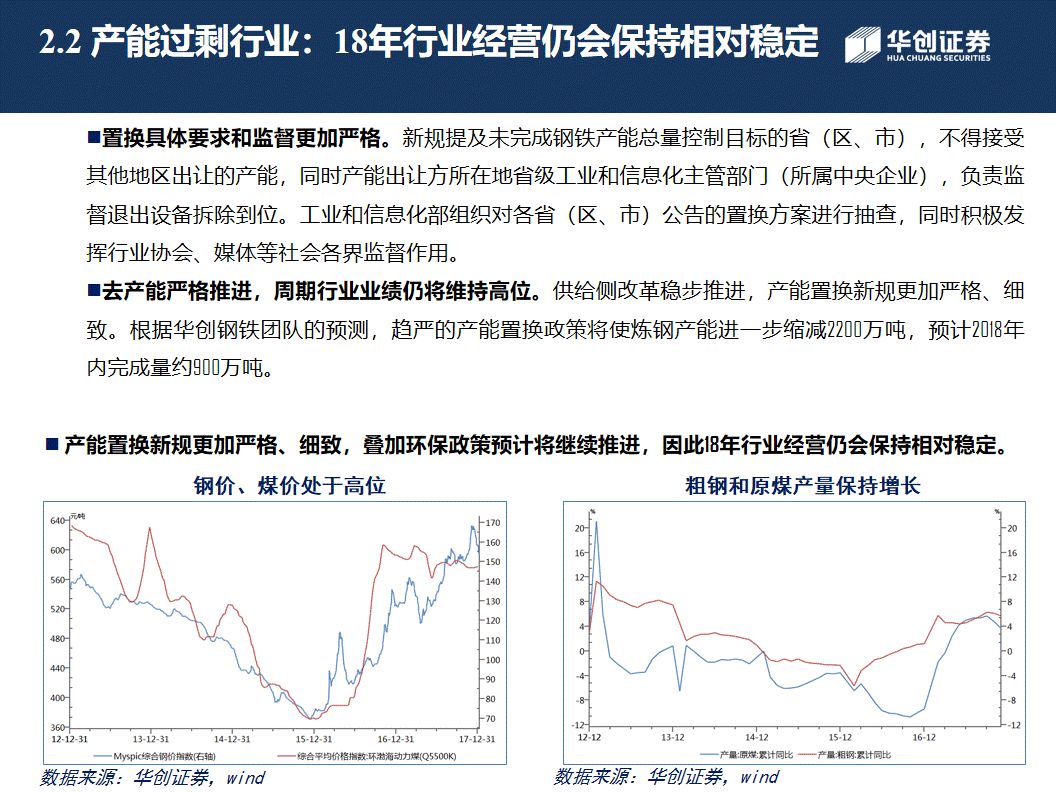 2.2 产能过剩行业：18年行业经营仍会保持相对稳定
华创证券
HUA CHUANG SECURITIES
■置换具体要求和监督更加严格。新规提及未完成钢铁产能总量控制目标的省（区、市），不得接受
其他地区出让的产能，同时产能出让方所在地省级工业和信息化主管部门（所属中央企业），负责监
督退出设备拆除到位。工业和信息化部组织对各省（区、市）公告的置换方案进行抽查，同时积极发
挥行业协会、媒体等社会各界监督作用。
■去产能严格推进，周期行业业绩仍将维持高位。供给侧改革稳步推进，产能置换新规更加严格、细
致。根据华创钢铁团队的预测，趋严的产能置换政策将使炼钢产能进一步缩减2200万吨，预计2018年
内完成量约900万吨。
■ 产能置换新规更加严格、细致，叠加环保政策预计将继续推进，因此18年行业经营仍会保持相对稳定。
钢价、煤价处于高位
元/吨
640
600
560
520
480
440
400
360
170
160
150
140
130
120
110
100
90
80
70
12-12-31 13-12-31 14-12-31 15-12-31 16-12-31 17-12-31
Myspic综合钢价指数(右轴) 综合平均价格指数:环渤海动力煤(Q5500K)
数据来源：华创证券，wind
粗钢和原煤产量保持增长
% %
20 20
16 16
12 12
8 8
4 4
0 0
-4 -4
-8 -8
-12 -12
12-12 13-12 14-12 15-12 16-12
产量:原煤:累计同比 产量:粗钢:累计同比
数据来源：华创证券，wind